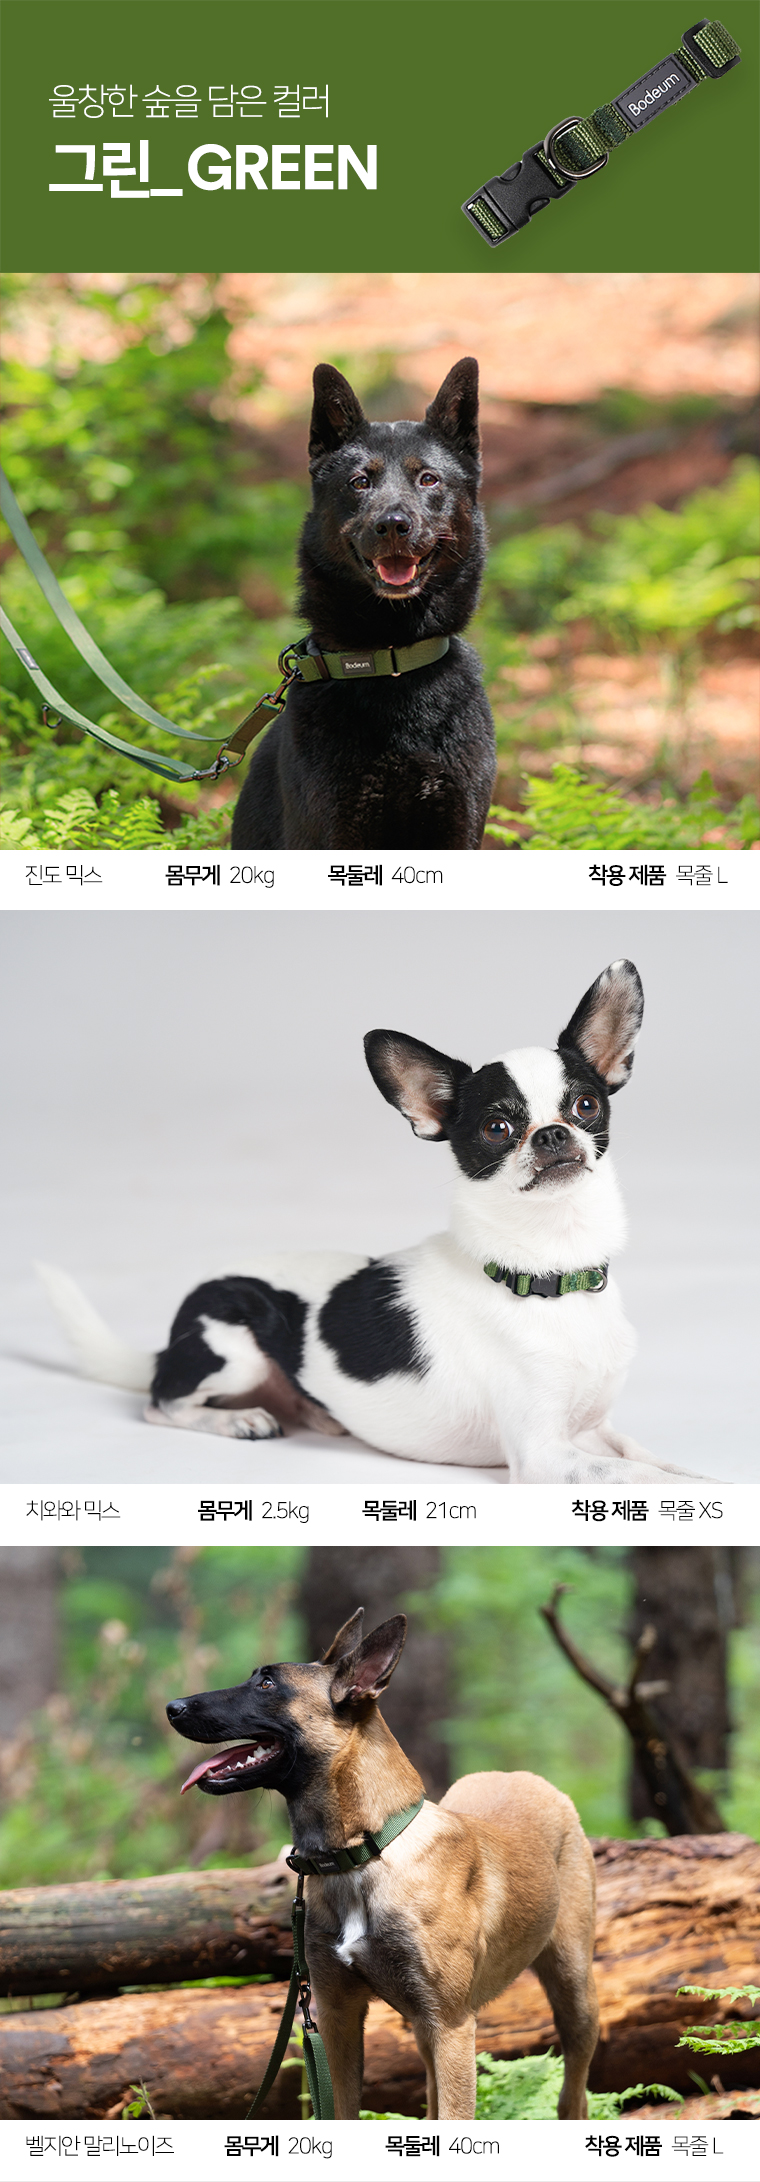 울창한 숲을 담은 컬러
그린_GREEN
Bodeum
Bodeum
진도 믹스 몸무게 20kg 목둘레 40cm 착용 제품 목줄 L
치와와 믹스 몸무게 2.5kg 목둘레 21cm 착용 제품 목줄 XS
벨지안 말리노이즈 몸무게 20kg 목둘레 40cm 착용 제품 목줄 L